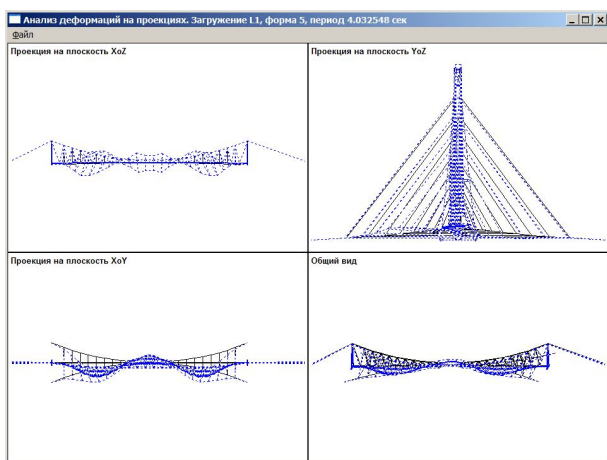 Анализ деформаций на проекциях. Загружение L1, форма 5, период 4.032548 сек
Файл
Проекция на плоскость XoZ
Проекция на плоскость YoZ
Проекция на плоскость XoY
Общий вид